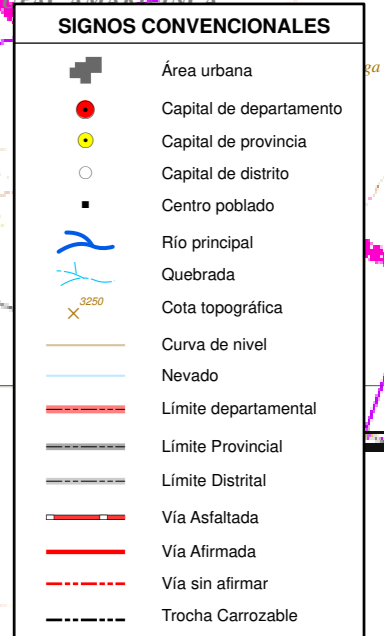 SIGNOS CONVENCIONALES
Área urbana
Capital de departamento
Capital de provincia
Capital de distrito
Centro poblado
Río principal
Quebrada
3250
Cota topográfica
Curva de nivel
Nevado
Límite departamental
Límite Provincial
Límite Distrital
Vía Asfaltada
Vía Afirmada
Vía sin afirmar
Trocha Carrozable